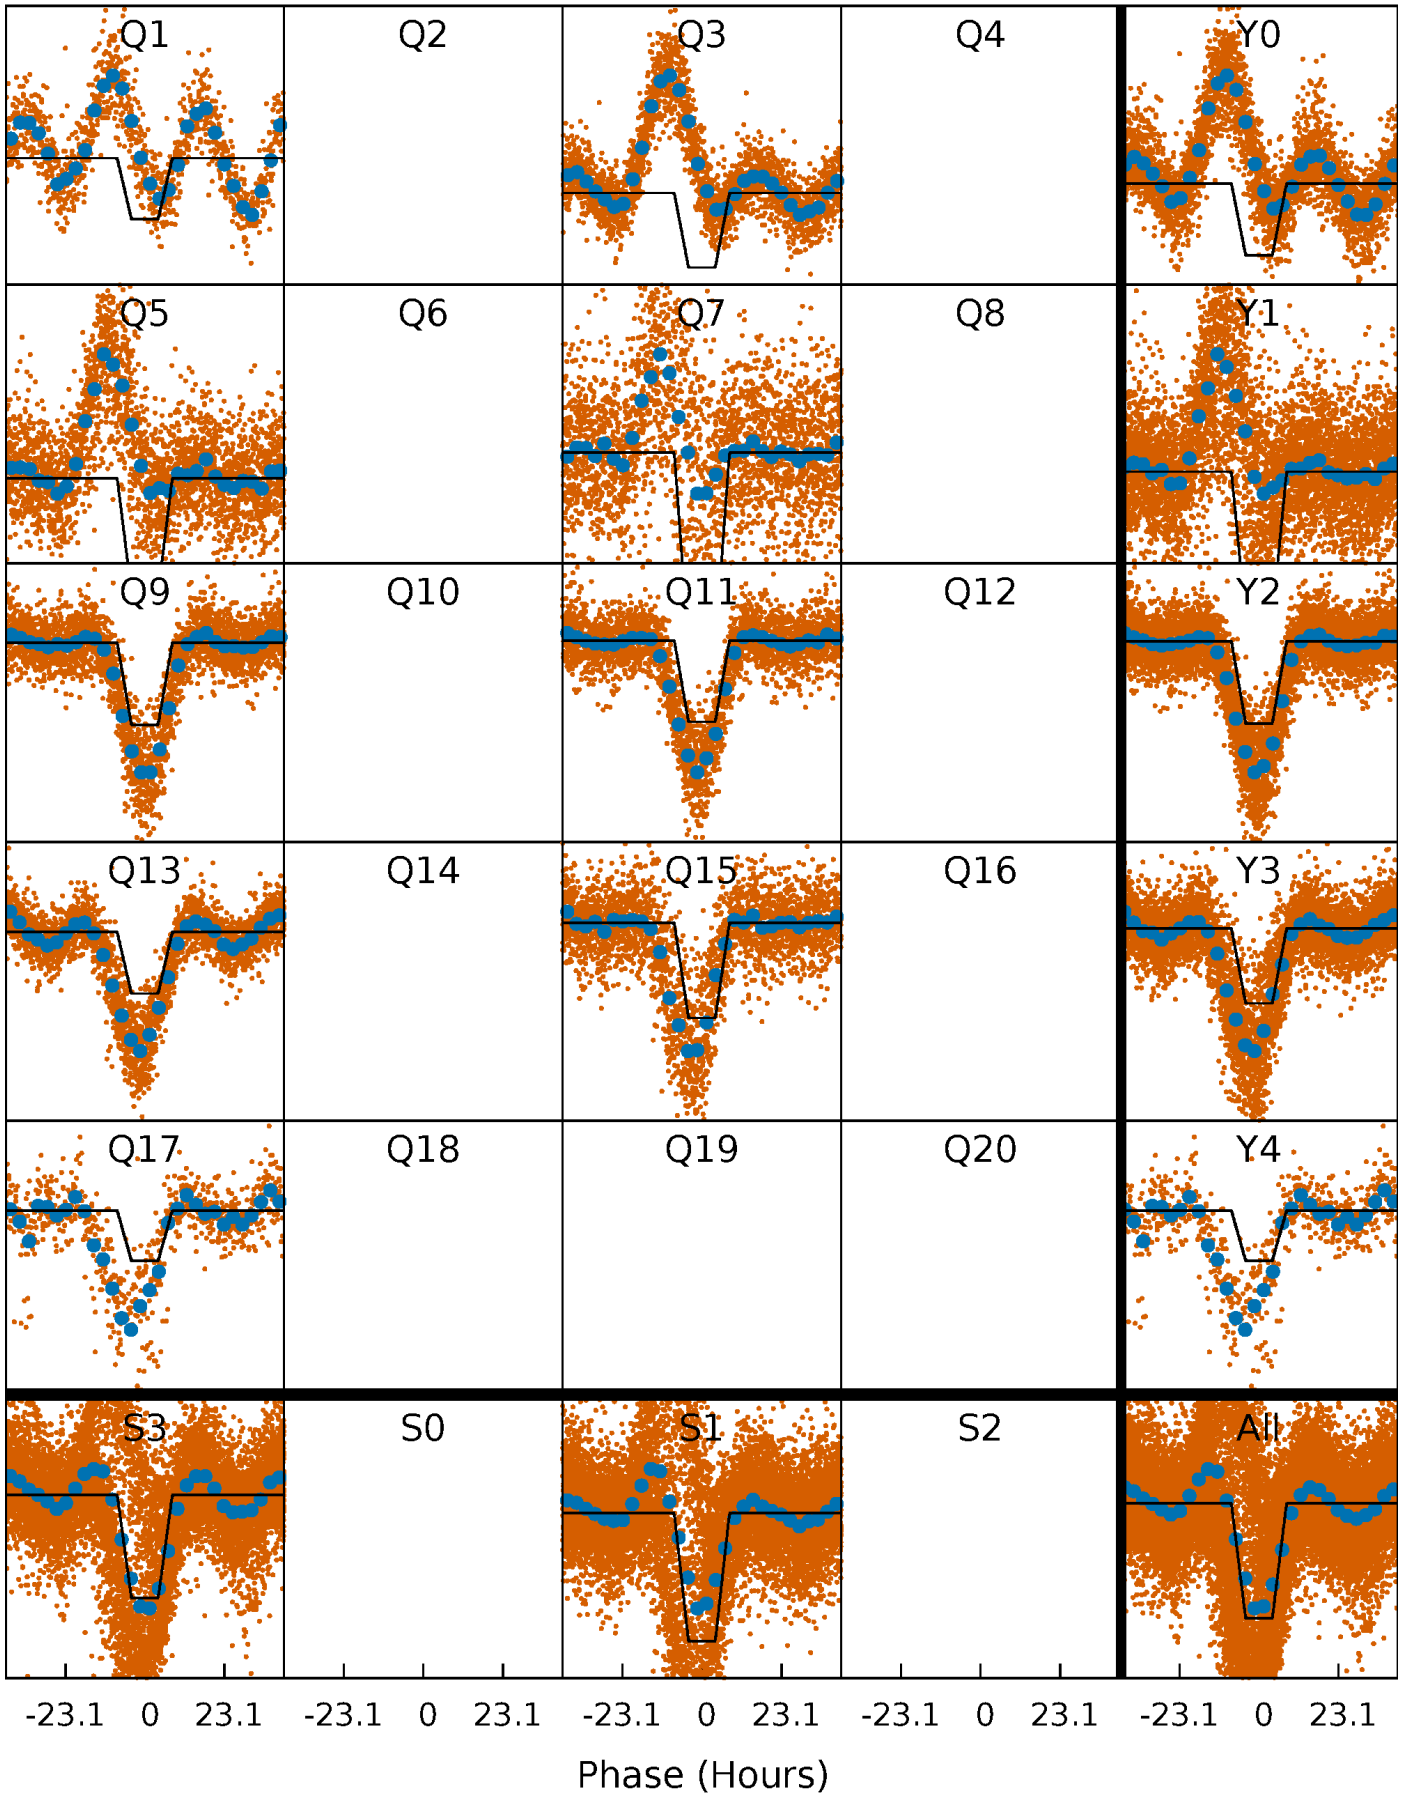 Q1 Q2 Q3 Q4 Y0
Q5 Q6 Q7 Q8 Y1
Q9 Q10 Q11 Q12 Y2
Q13 Q14 Q15 Q16 Y3
Q17 Q18 Q19 Q20 Y4
S3 S0 S1 S2 All
-23.1 0 23.1 -23.1 0 23.1 -23.1 0 23.1 -23.1 0 23.1 -23.1 0 23.1
Phase (Hours)